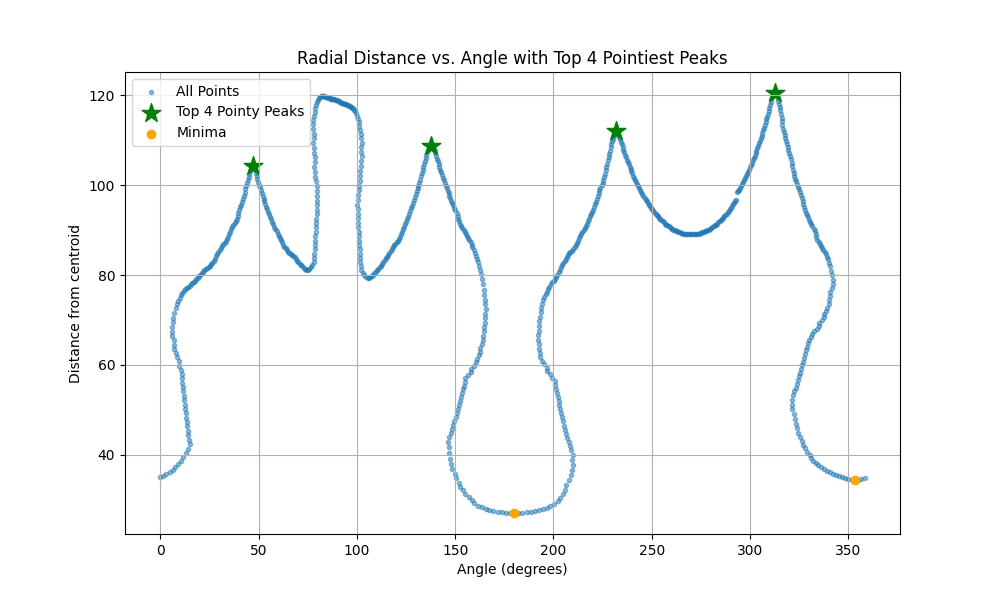 Radial Distance vs. Angle with Top 4 Pointiest Peaks
All Points
Top 4 Pointy Peaks
Minima
Distance from centroid
120
100
80
60
40
0 50 100 150 200 250 300 350
Angle (degrees)